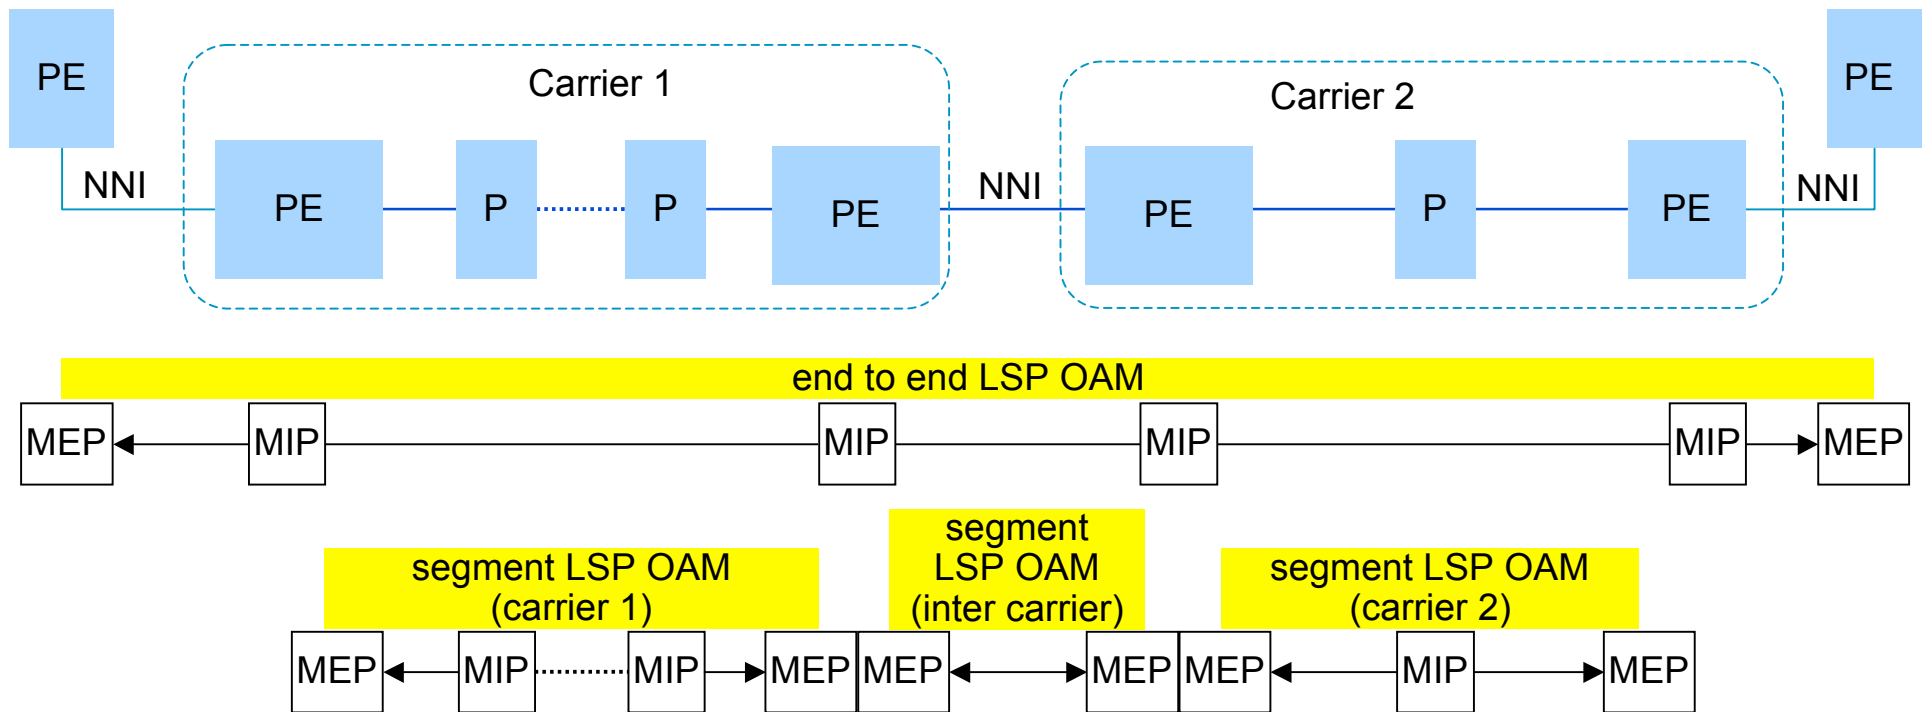 PE
Carrier 1
Carrier 2
PE
NNI
PE
P
P
PE
NNI
PE
P
PE
NNI
end to end LSP OAM
MEP
MIP
MIP
MIP
MIP
MEP
segment LSP OAM
(carrier 1)
segment
LSP OAM
(inter carrier)
segment LSP OAM
(carrier 2)
MEP
MIP
MIP
MEP
MEP
MEP
MEP
MIP
MEP